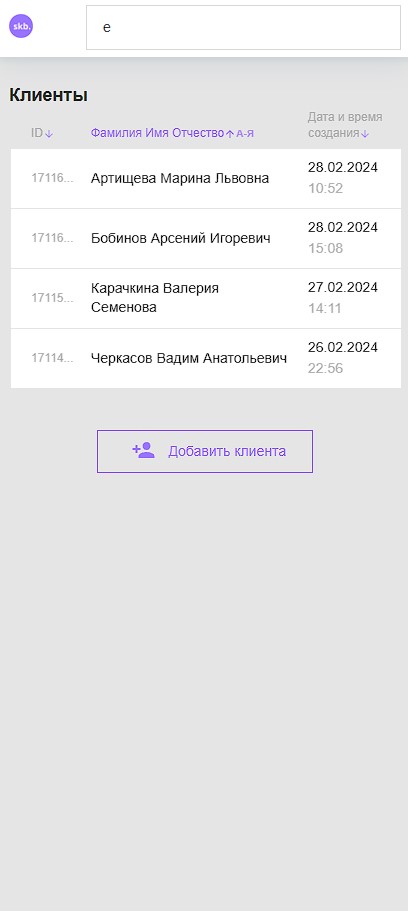 skb.
е
Клиенты
ID↓
Фамилия Имя Отчество↑ А-Я
Дата и время
создания↓
17116...
Артищева Марина Львовна
28.02.2024
10:52
17116...
Бобинов Арсений Игоревич
28.02.2024
15:08
17115...
Карачкина Валерия
Семенова
27.02.2024
14:11
17114...
Черкасов Вадим Анатольевич
26.02.2024
22:56
Добавить клиента